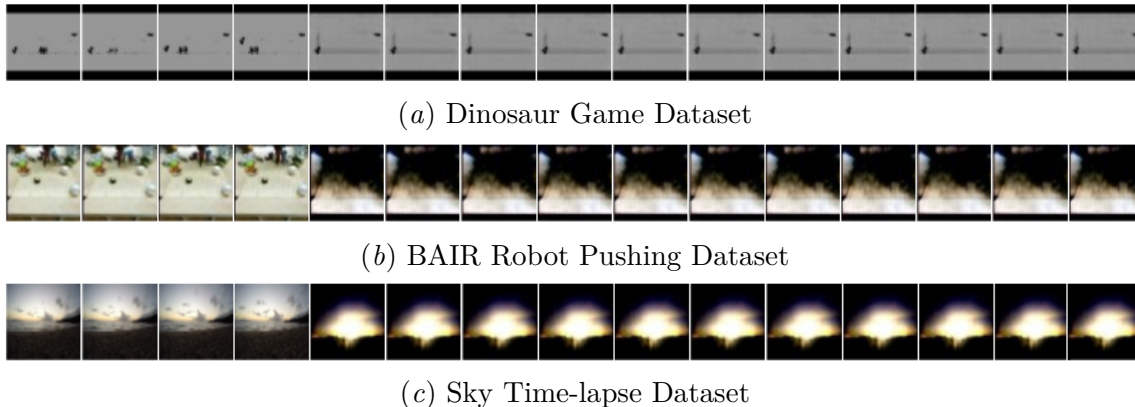 (a) Dinosaur Game Dataset
(b) BAIR Robot Pushing Dataset
(c) Sky Time-lapse Dataset